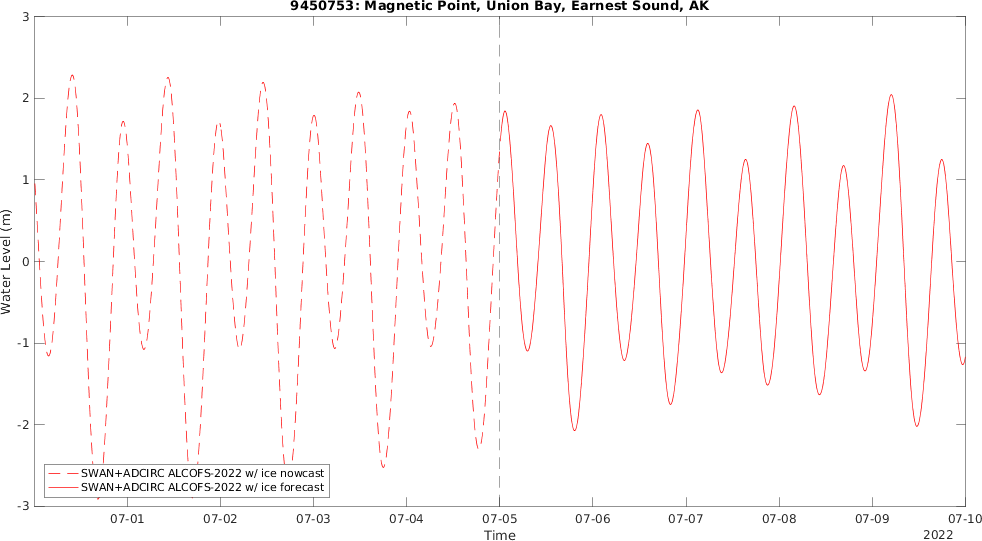 9450753: Magnetic Point, Union Bay, Earnest Sound, AK
3
2
1
0
-1
-2
-3
Water Level (m)
SWAN+ADCIRC ALCOFS-2022 w/ ice nowcast
SWAN+ADCIRC ALCOFS-2022 w/ ice forecast
07-01 07-02 07-03 07-04 07-05 07-06 07-07 07-08 07-09 07-10
Time
2022